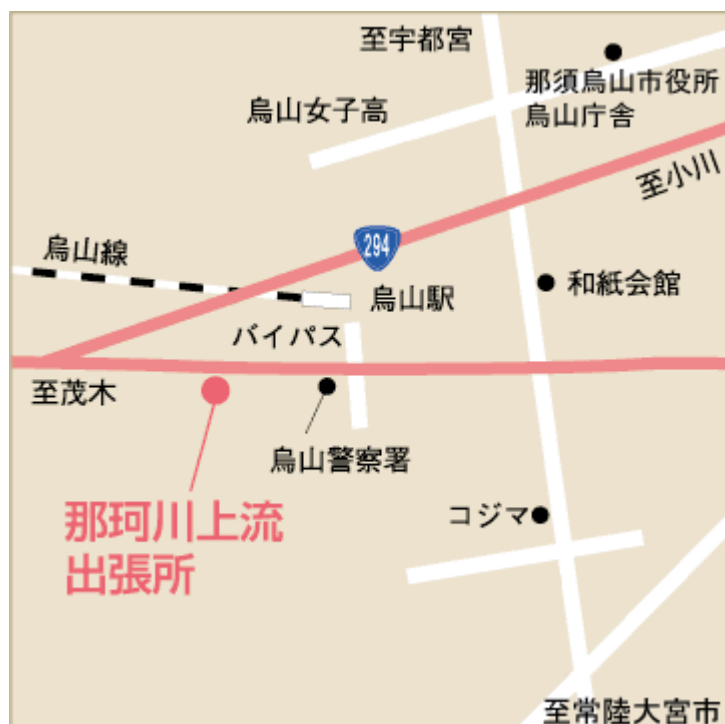 至宇都宮
那須烏山市役所
烏山庁舎
烏山女子高
至小川
294
烏山線
和紙会館
烏山駅
バイパス
至茂木
烏山警察署
那珂川上流
出張所
コジマ
至常陸大宮市